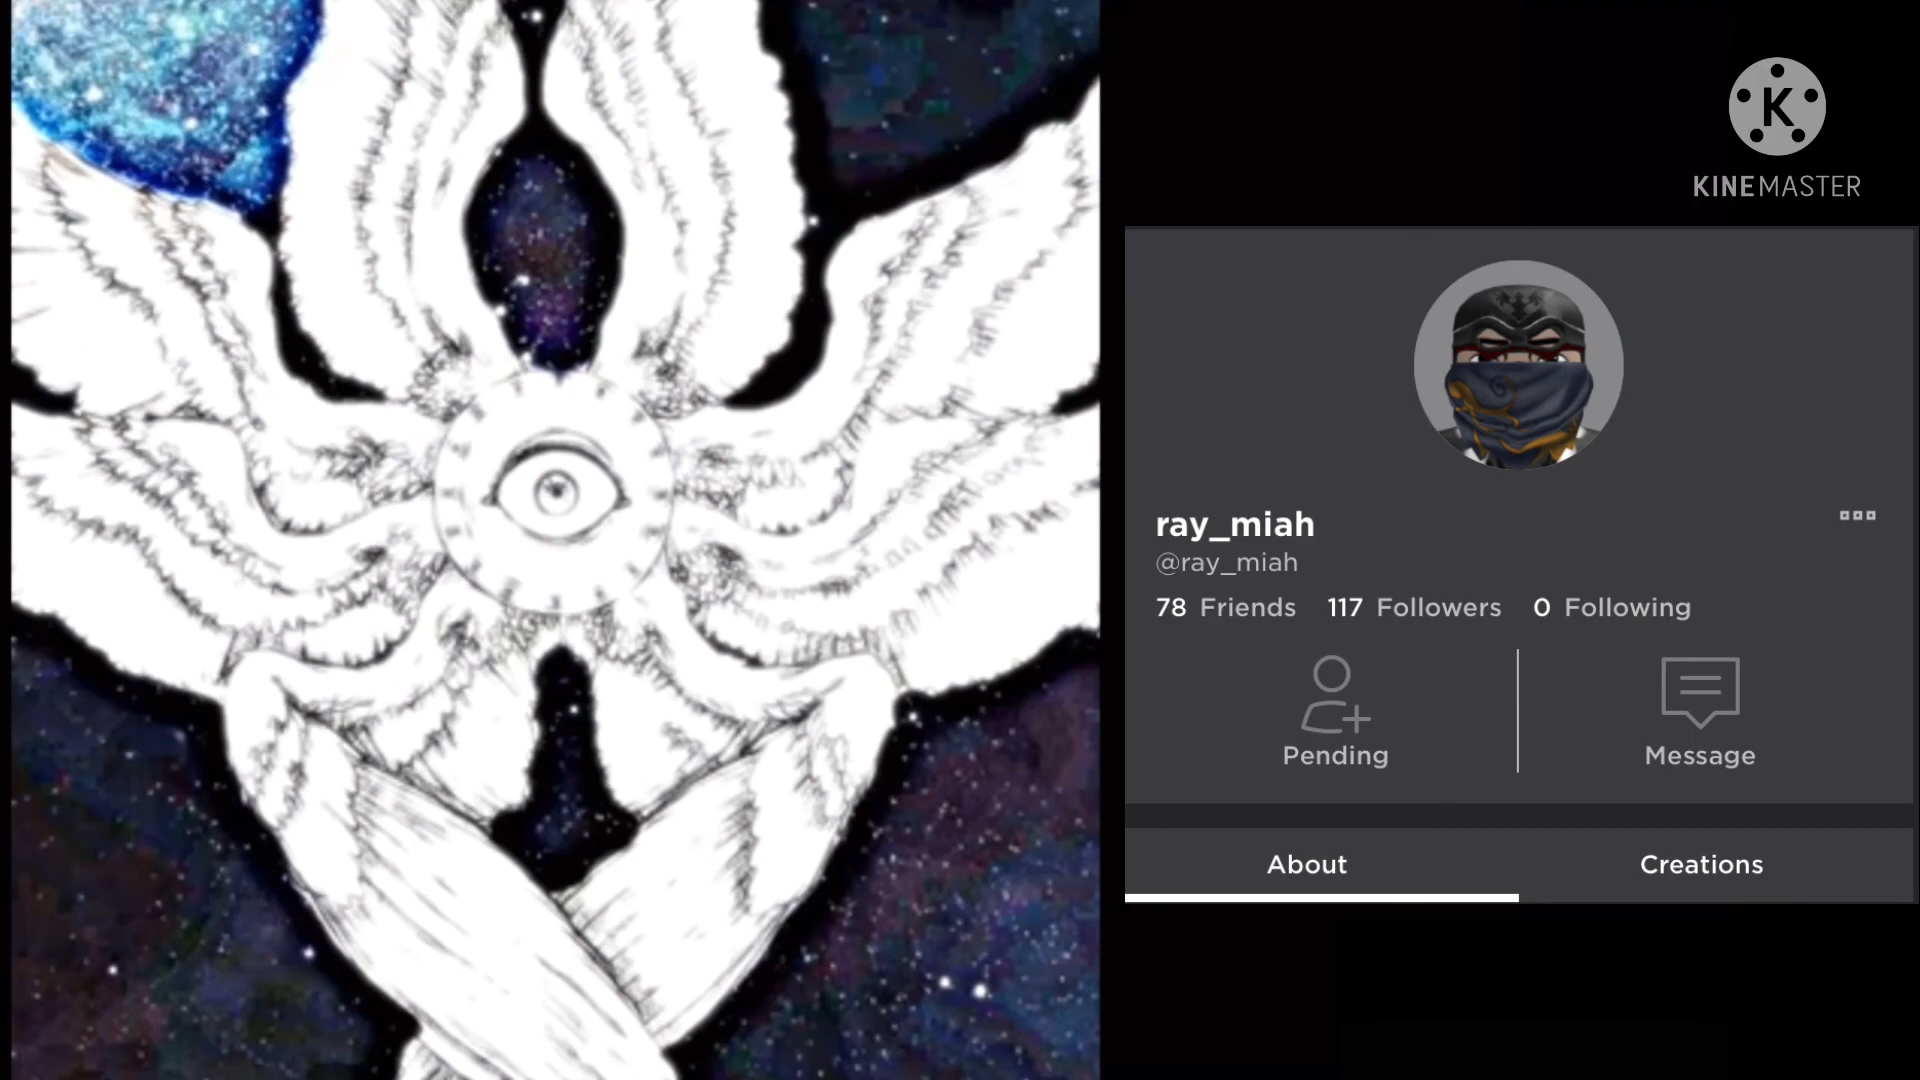 K
KINEMASTER
ray_miah
@ray_miah
78 Friends 117 Followers 0 Following
Pending Message
About Creations